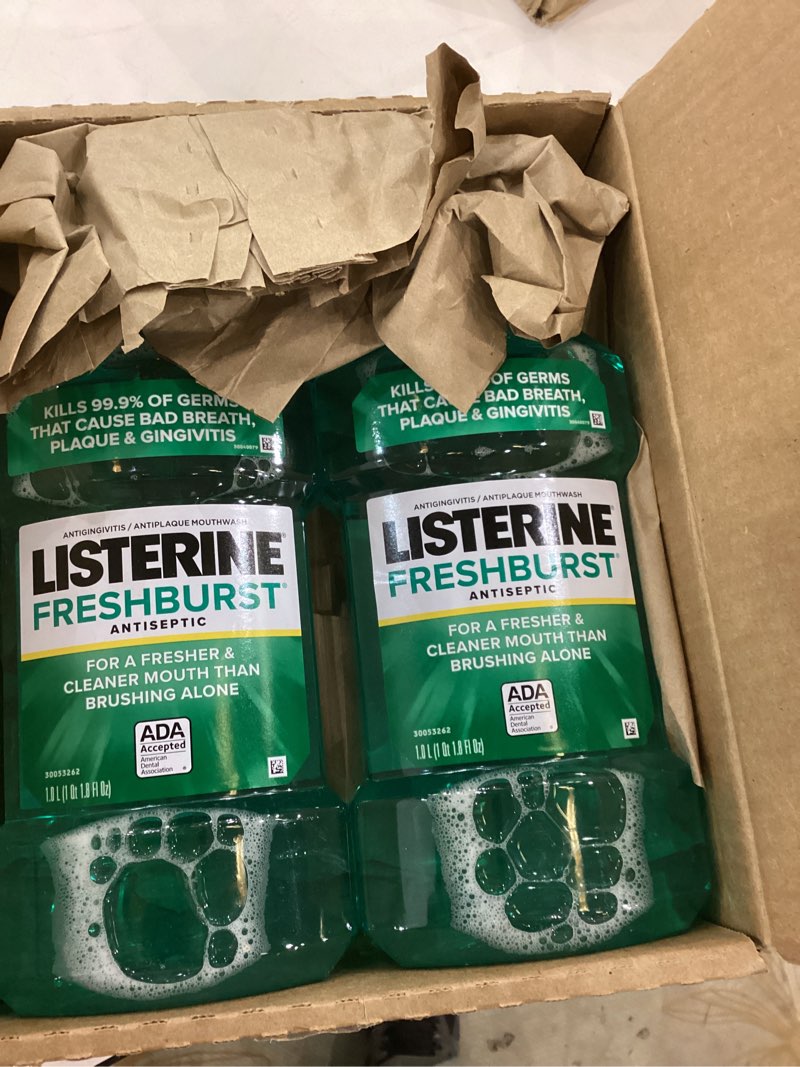 KILLS 99.9% OF GERMS
THAT CAUSE BAD BREATH,
PLAQUE & GINGIVITIS
ANTIGINGIVITIS / ANTIPLAQUE MOUTHWASH
LISTERINE®
FRESHBURST®
ANTISEPTIC
FOR A FRESHER &
CLEANER MOUTH THAN
BRUSHING ALONE
ADA
Accepted
American
Dental
Association ®
30053262
1.0 L (1 Qt 1.8 Fl Oz)
KILLS OF GERMS
THAT CAUSE BAD BREATH,
PLAQUE & GINGIVITIS
ANTIGINGIVITIS / ANTIPLAQUE MOUTHWASH
LISTERINE®
FRESHBURST®
ANTISEPTIC
FOR A FRESHER &
CLEANER MOUTH THAN
BRUSHING ALONE
ADA
Accepted
American
Dental
Association ®
30053262
1.0 L (1 Qt 1.8 Fl Oz)